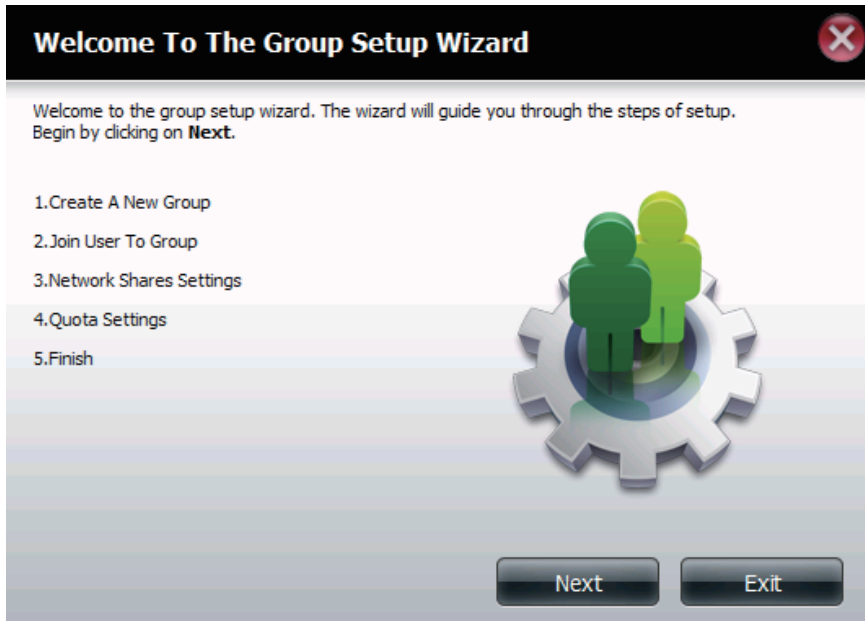 Welcome To The Group Setup Wizard
Welcome to the group setup wizard. The wizard will guide you through the steps of setup.
Begin by clicking on Next.
1.Create A New Group
2.Join User To Group
3.Network Shares Settings
4.Quota Settings
5.Finish
Next
Exit